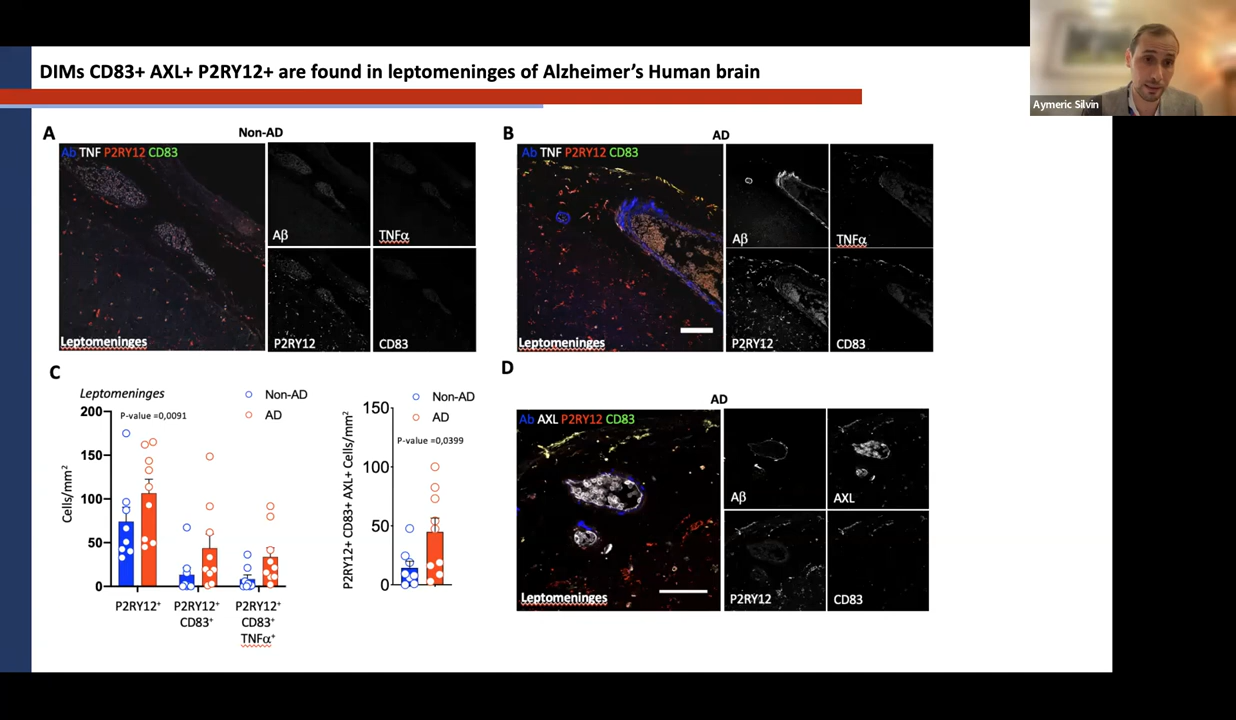 DIMs CD83+ AXL+ P2RY12+ are found in leptomeninges of Alzheimer's Human brain
Aymeric Silvin
A
Non-AD
Ab TNF P2RY12 CD83
Aβ
TNFα
Leptomeninges
P2RY12
CD83
B
AD
Ab TNF P2RY12 CD83
Aβ
TNFα
Leptomeninges
P2RY12
CD83
C
Leptomeninges
Non-AD
AD
P-value =0,0091
Cells/mm²
200
150
100
50
0
P2RY12⁺
P2RY12⁺
CD83⁺
P2RY12⁺
CD83⁺
TNFα⁺
Non-AD
AD
P-value =0,0399
P2RY12⁺ CD83⁺ AXL+ Cells/mm²
150
100
50
0
D
AD
Ab AXL P2RY12 CD83
Aβ
AXL
Leptomeninges
P2RY12
CD83